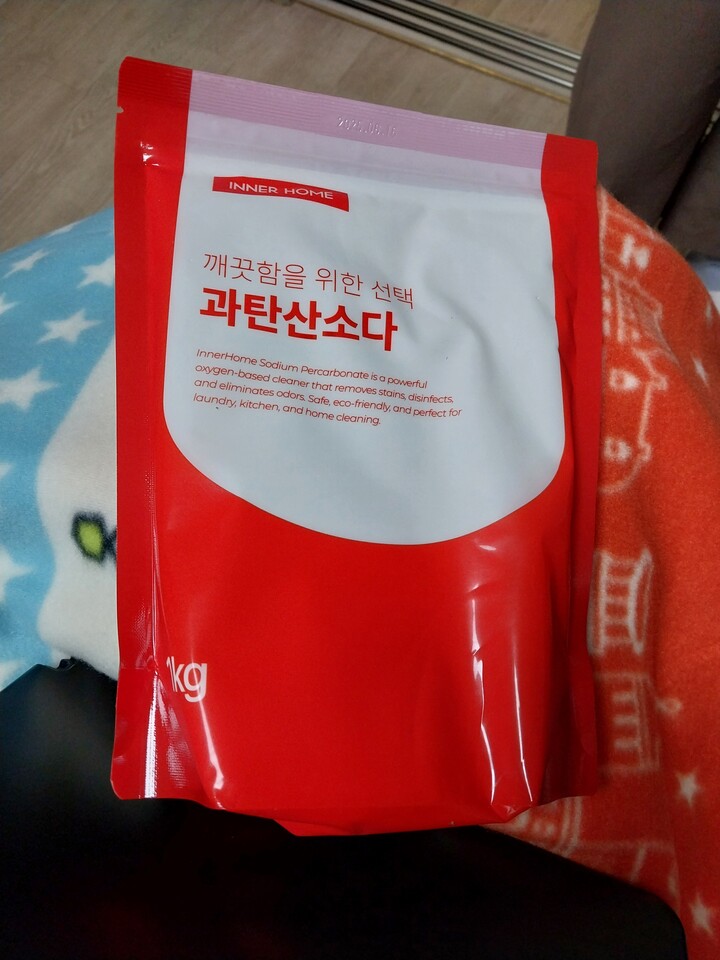 INNER HOME
깨끗함을 위한 선택
과탄산소다
InnerHome Sodium Percarbonate is a powerful
oxygen-based cleaner that removes stains, disinfects,
and eliminates odors. Safe, eco-friendly, and perfect for
laundry, kitchen, and home cleaning.
1kg